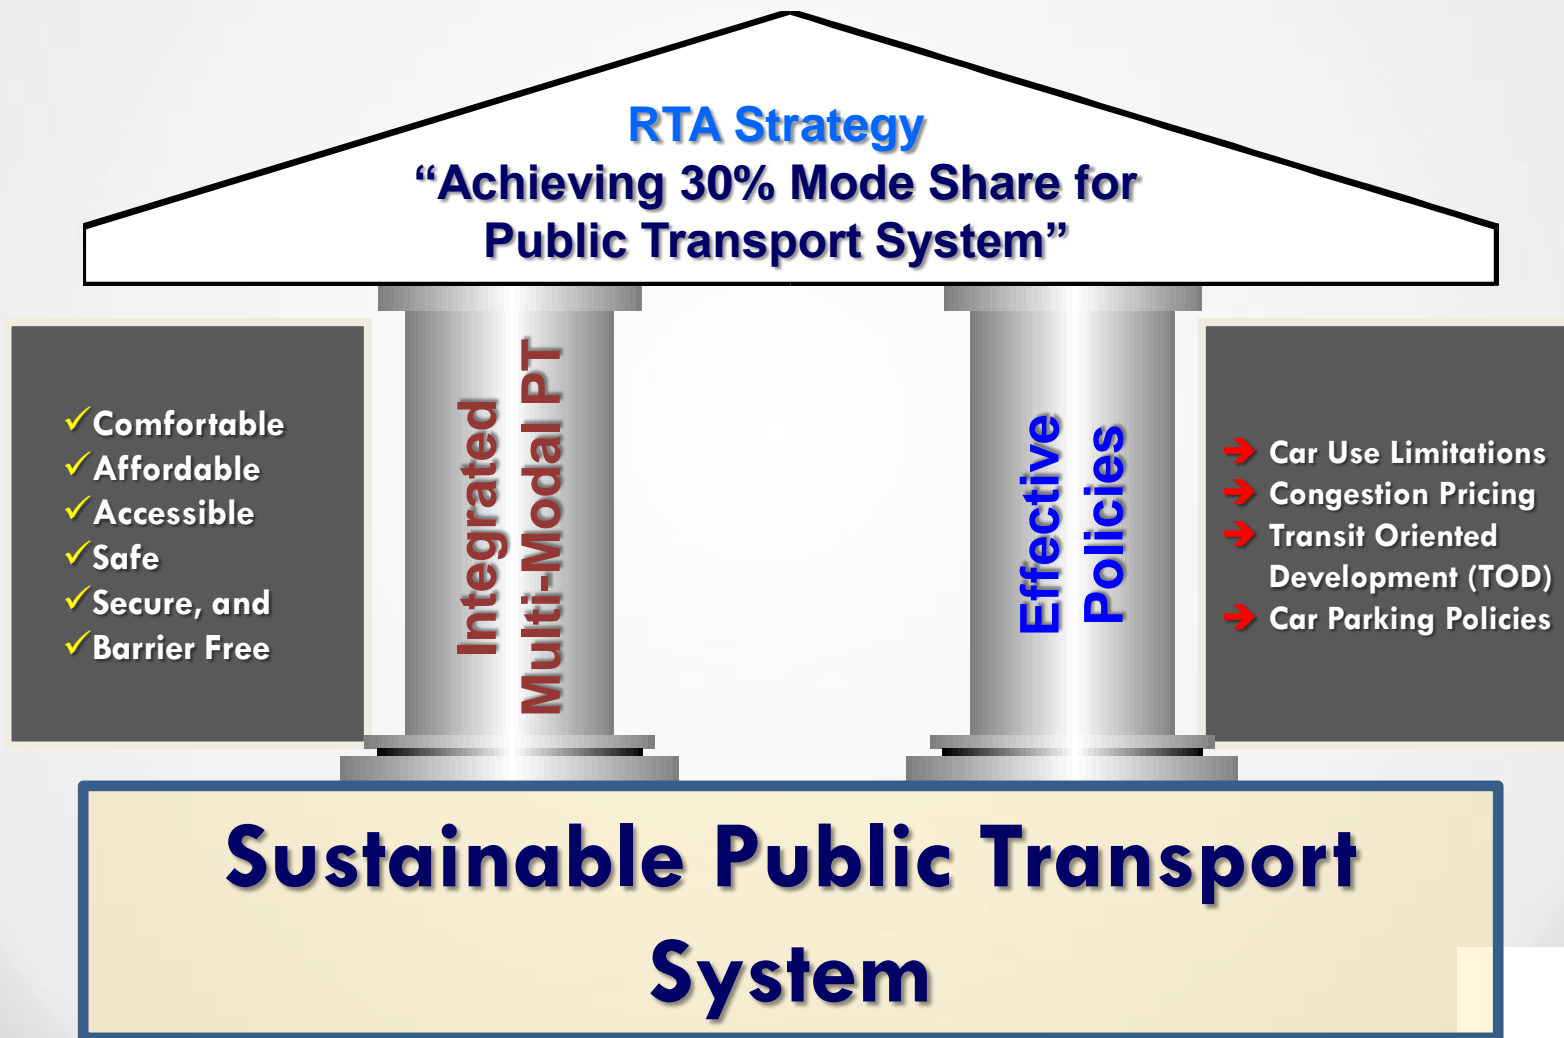 RTA Strategy
“Achieving 30% Mode Share for
Public Transport System”
Comfortable
Affordable
Accessible
Safe
Secure, and
Barrier Free
Integrated
Multi-Modal PT
Effective
Policies
Car Use Limitations
Congestion Pricing
Transit Oriented
Development (TOD)
Car Parking Policies
Sustainable Public Transport
System